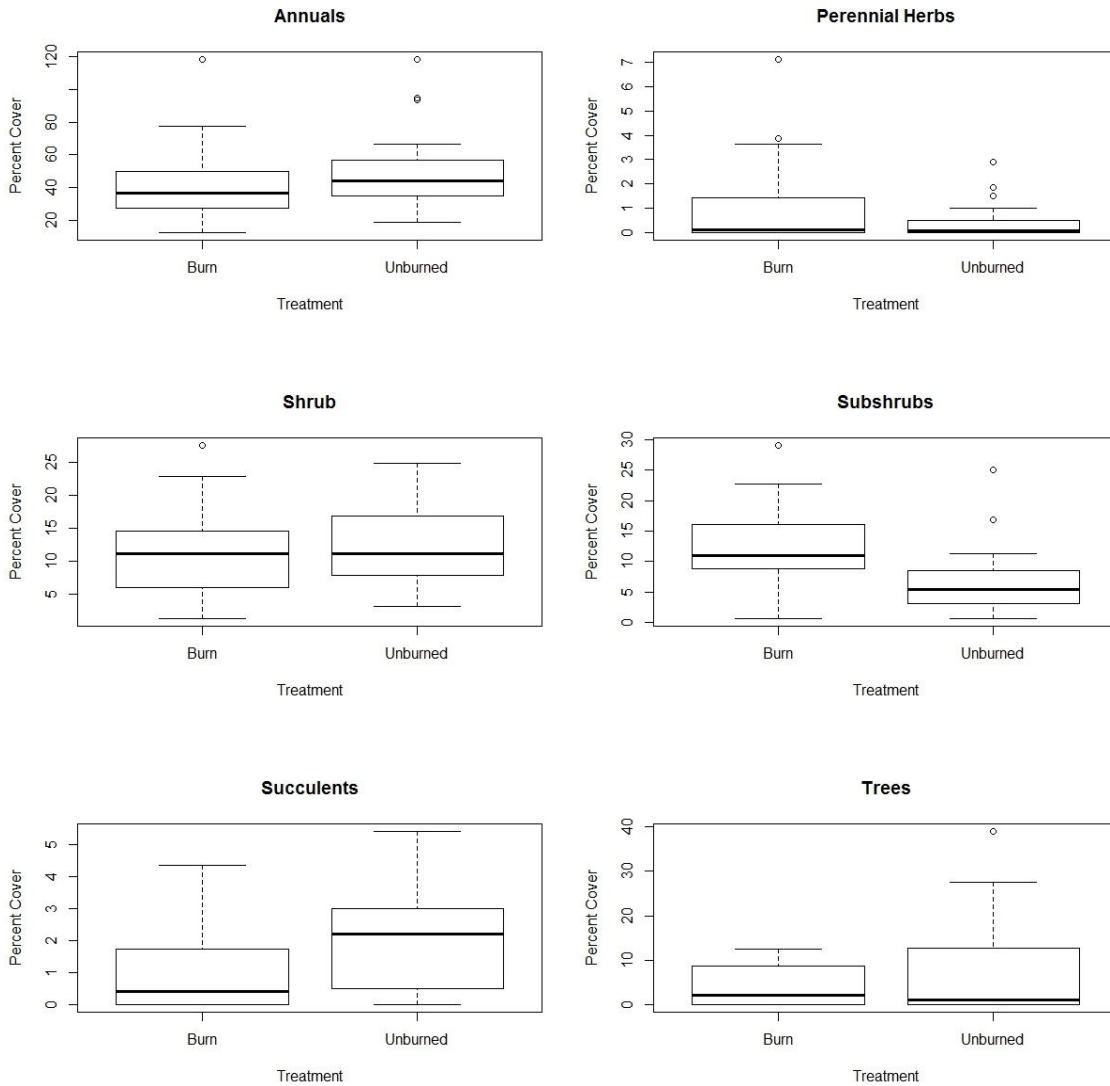 Annuals
Percent Cover
120
80
60
40
20
Burn
Unburned
Treatment
Perennial Herbs
Percent Cover
7
6
5
4
3
2
1
0
Burn
Unburned
Treatment
Shrub
Percent Cover
25
20
15
10
5
Burn
Unburned
Treatment
Subshrubs
Percent Cover
30
25
20
15
10
5
0
Burn
Unburned
Treatment
Succulents
Percent Cover
5
4
3
2
1
0
Burn
Unburned
Treatment
Trees
Percent Cover
40
30
20
10
0
Burn
Unburned
Treatment